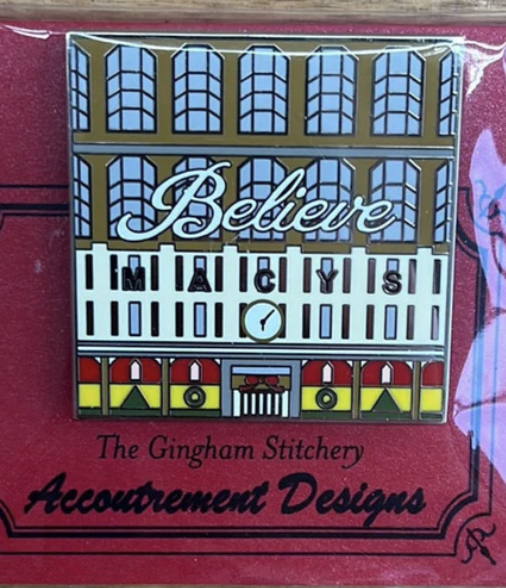 Believe
MACYS
The Gingham Stitchery
Accoutrement Designs